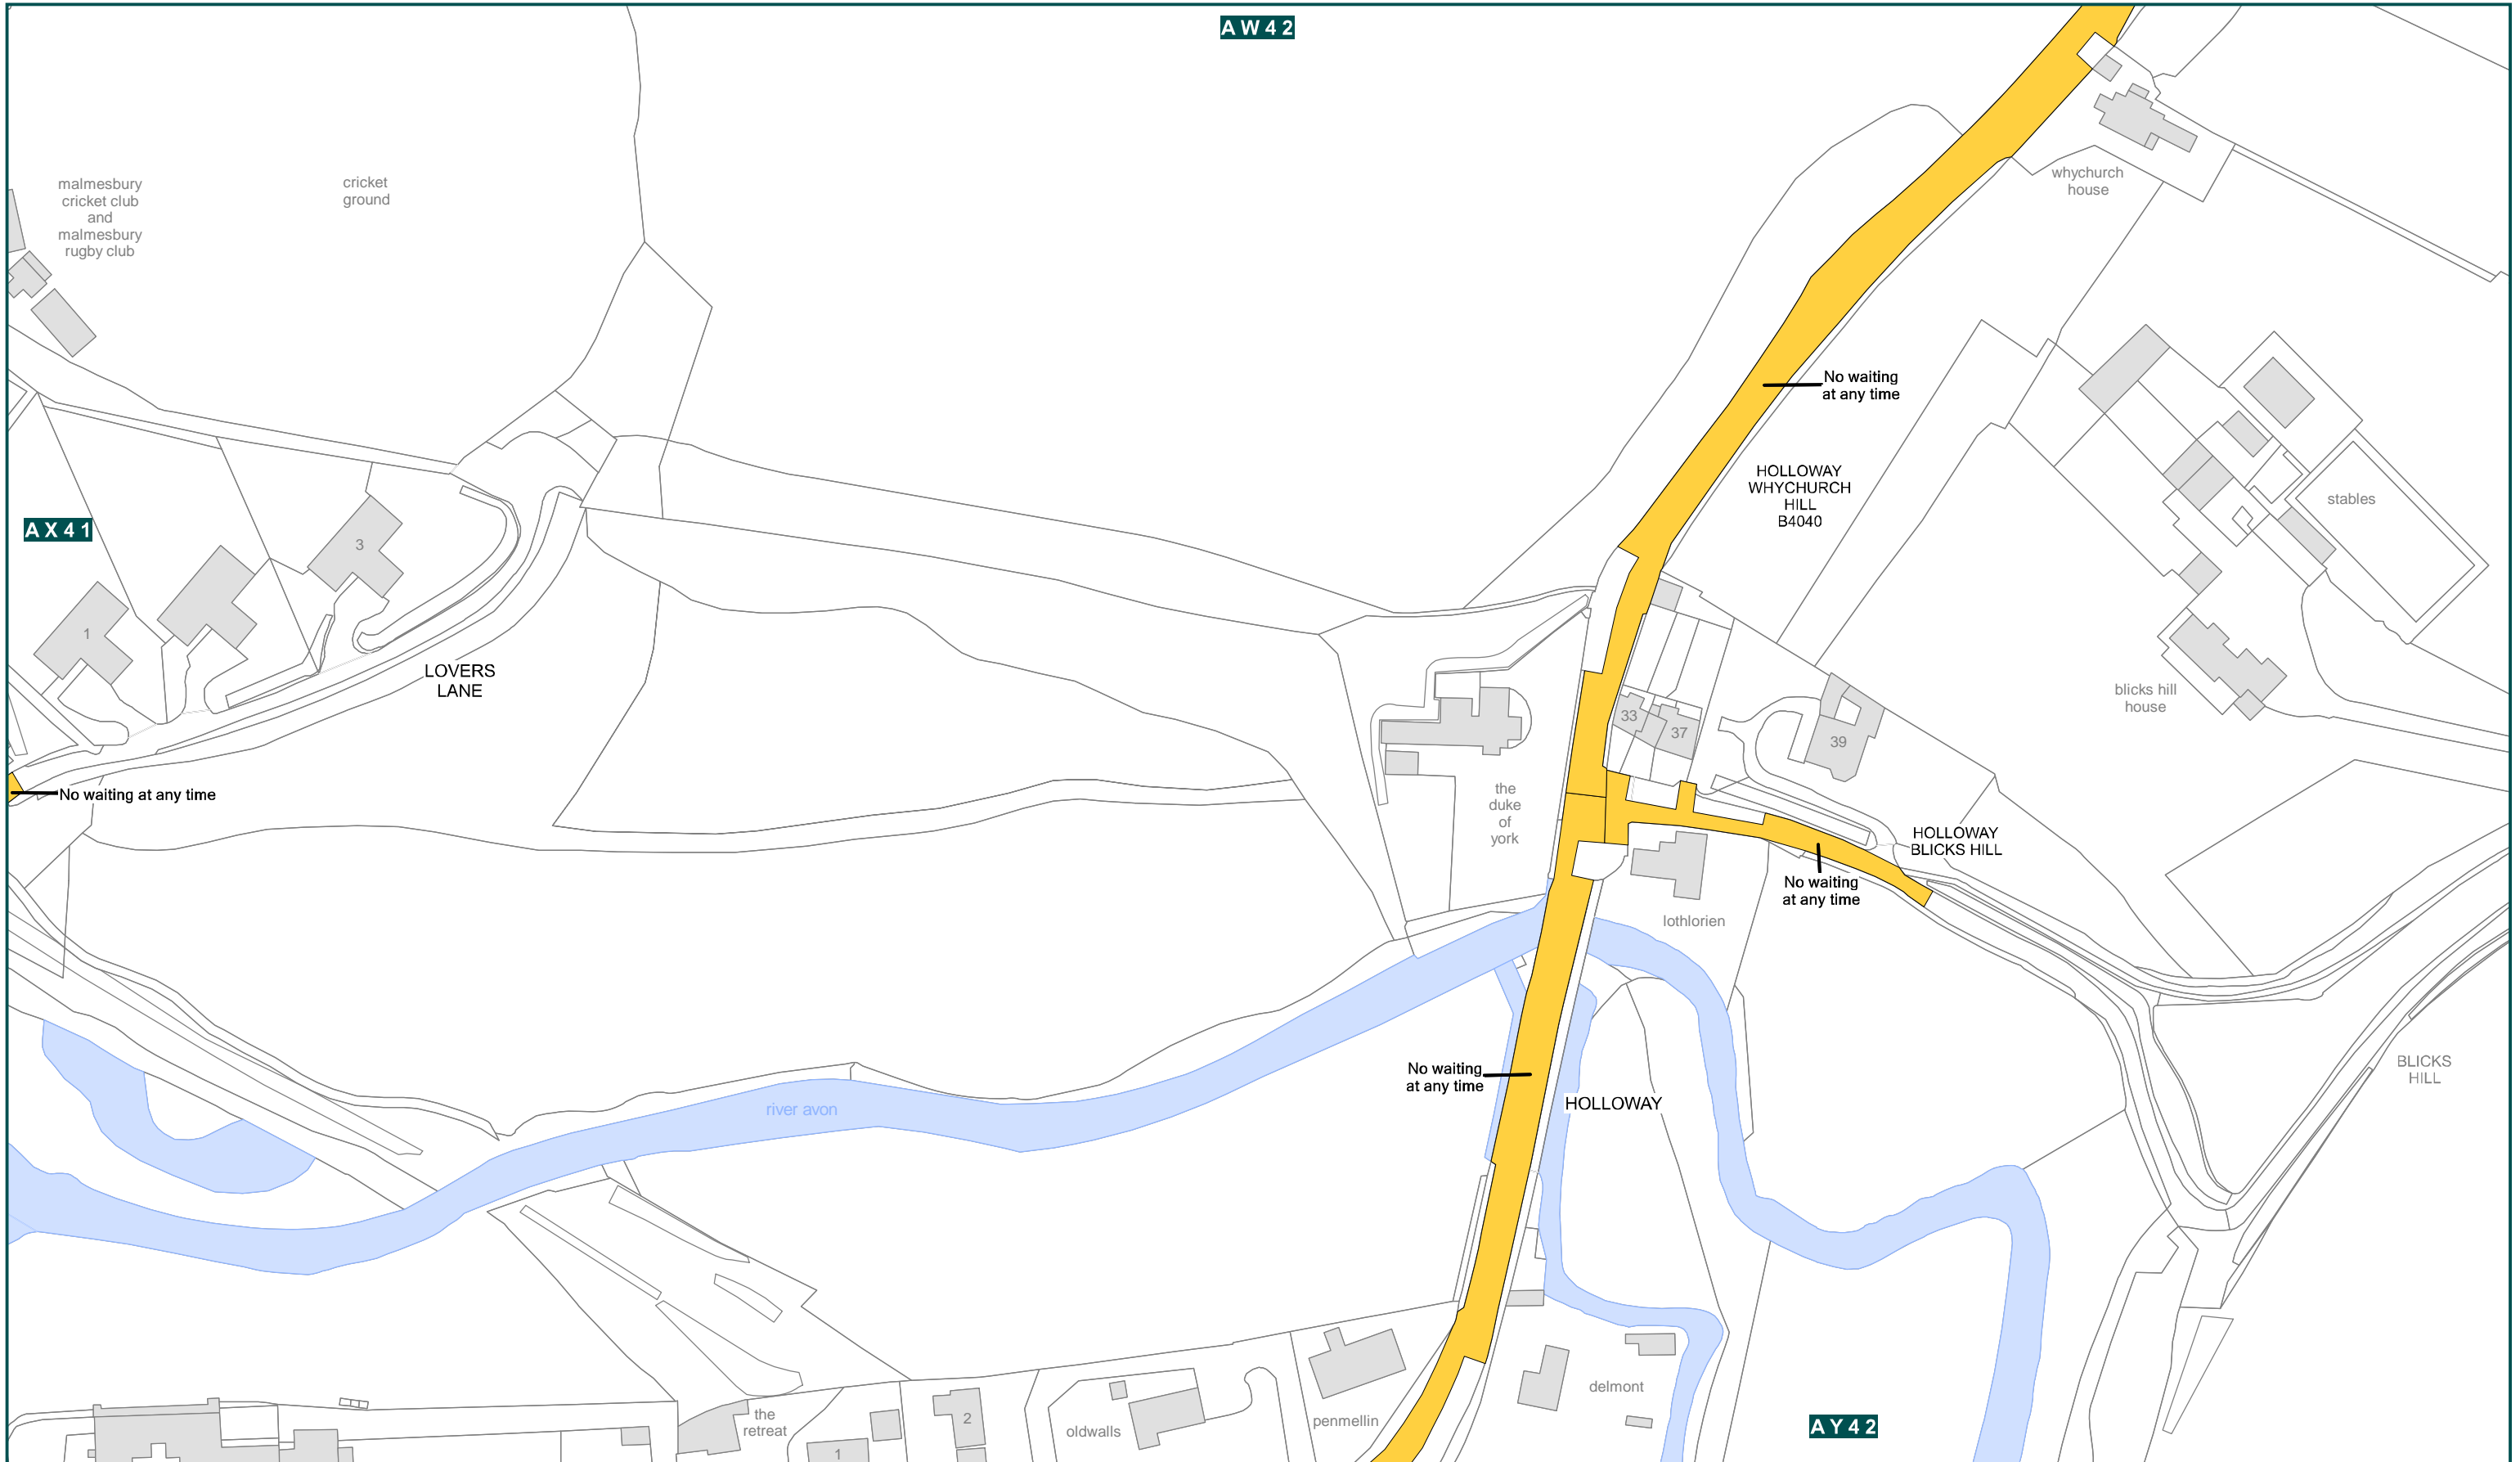 AW42
malmesbury
cricket club
and
malmesbury
rugby club
cricket
ground
whychurch
house
No waiting
at any time
HOLLOWAY
WHYCHURCH
HILL
B4040
stables
AX41
3
1
LOVERS
LANE
blicks hill
house
33
37
39
No waiting at any time
the
duke
of
york
HOLLOWAY
BLICKS HILL
No waiting
at any time
lothlorien
No waiting
at any time
BLICKS
HILL
river avon
HOLLOWAY
delmont
the
retreat
2
1
oldwalls
penmellin
AY42